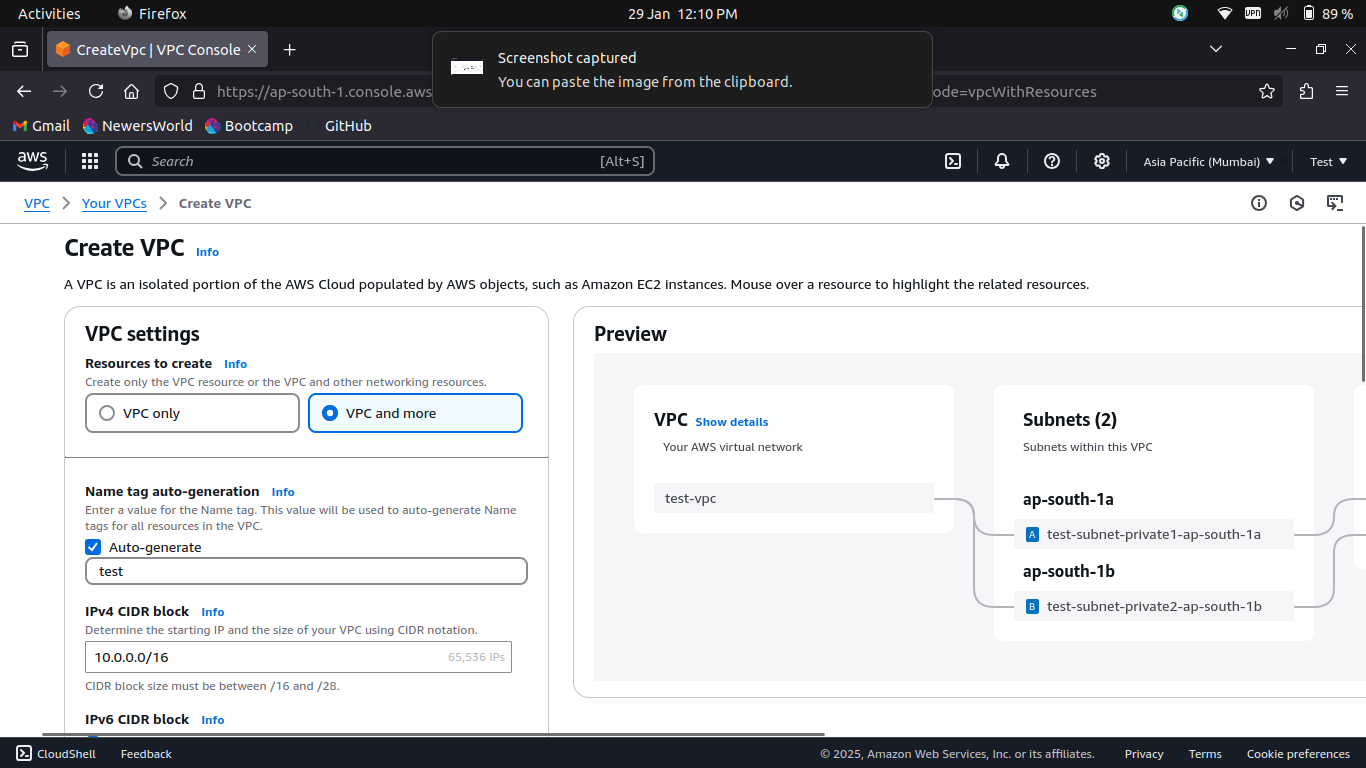 Activities Firefox 29 Jan 12:10 PM VPN 89 %
CreateVpc | VPC Console
Screenshot captured
You can paste the image from the clipboard.
https://ap-south-1.console.aws ode=vpcWithResources
Gmail NewersWorld Bootcamp GitHub
aws Search [Alt+S] Asia Pacific (Mumbai) Test
VPC Your VPCs Create VPC
Create VPC Info
A VPC is an isolated portion of the AWS Cloud populated by AWS objects, such as Amazon EC2 instances. Mouse over a resource to highlight the related resources.
VPC settings
Resources to create Info
Create only the VPC resource or the VPC and other networking resources.
VPC only VPC and more
Name tag auto-generation Info
Enter a value for the Name tag. This value will be used to auto-generate Name
tags for all resources in the VPC.
Auto-generate
test
IPv4 CIDR block Info
Determine the starting IP and the size of your VPC using CIDR notation.
10.0.0.0/16 65,536 IPs
CIDR block size must be between /16 and /28.
IPv6 CIDR block Info
Preview
VPC Show details
Your AWS virtual network
test-vpc
Subnets (2)
Subnets within this VPC
ap-south-1a
A test-subnet-private1-ap-south-1a
ap-south-1b
B test-subnet-private2-ap-south-1b
CloudShell Feedback © 2025, Amazon Web Services, Inc. or its affiliates. Privacy Terms Cookie preferences